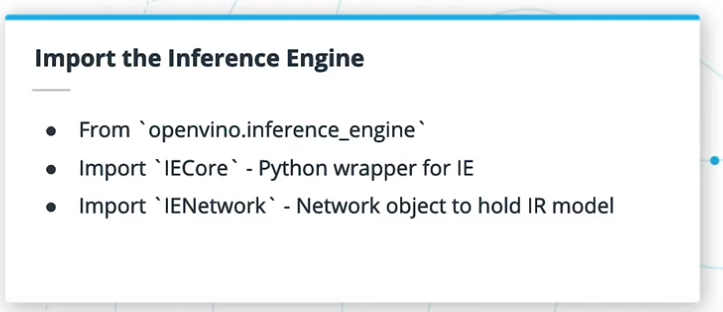 Import the Inference Engine
● From `openvino.inference_engine`
● Import `IECore` - Python wrapper for IE
● Import `IENetwork` - Network object to hold IR model